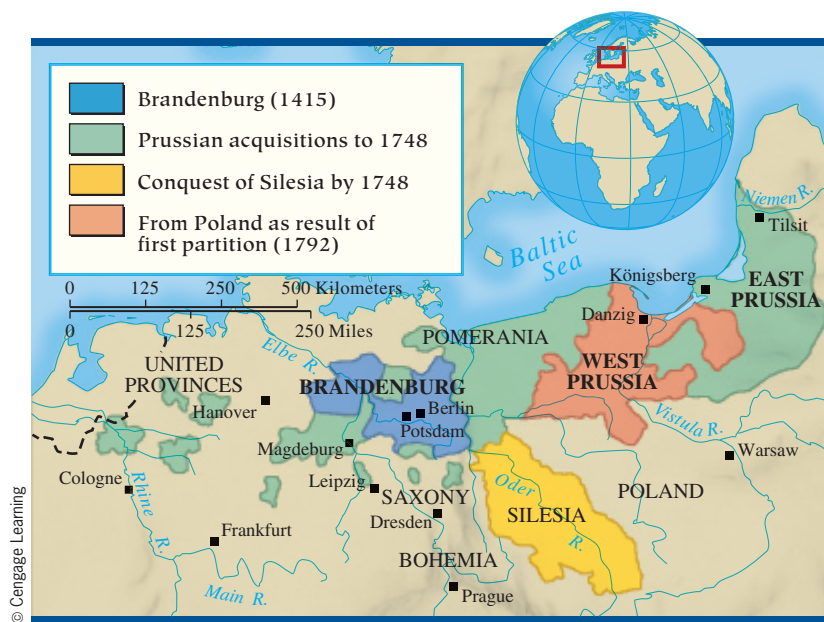 Brandenburg (1415)
Prussian acquisitions to 1748
Conquest of Silesia by 1748
From Poland as result of
first partition (1792)
0 125 250 500 Kilometers
0 125 250 Miles
Baltic
Sea
Niemen R.
Tilsit
Königsberg
EAST
PRUSSIA
Danzig
POMERANIA
WEST
PRUSSIA
UNITED
PROVINCES
Elbe R.
BRANDENBURG
Hanover
Berlin
Potsdam
Vistula R.
Magdeburg
Warsaw
Cologne
Rhine
R.
Leipzig
SAXONY
Dresden
Oder
R.
SILESIA
POLAND
Frankfurt
BOHEMIA
Main R.
Prague
© Cengage Learning